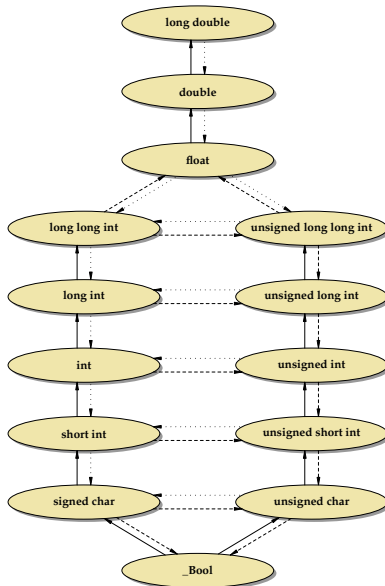 long double
double
float
long long int
unsigned long long int
long int
unsigned long int
int
unsigned int
short int
unsigned short int
signed char
unsigned char
_Bool